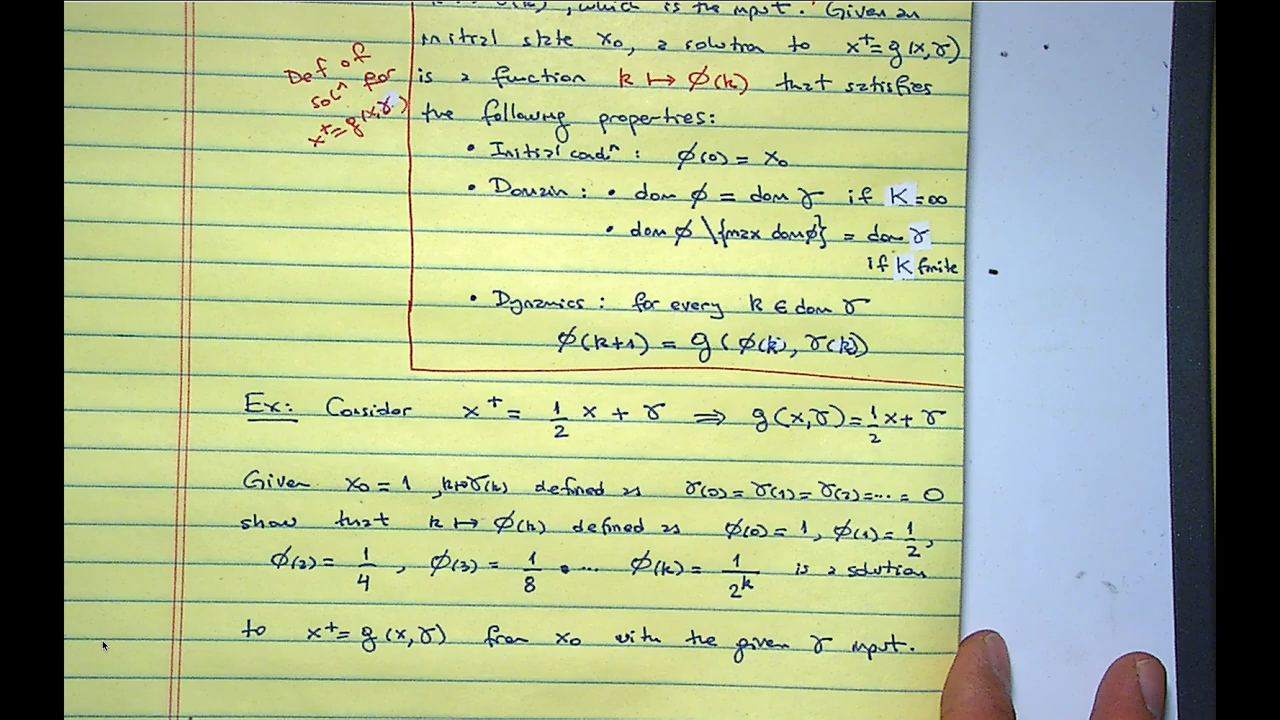 , which is the input. Given an
initial state x₀, a solution to x⁺= g(x,γ)
is a function k ↦ ϕ(k) that satisfies
the following properties:
Def of
solⁿ for
x⁺= g(x,γ)
• Initial condⁿ : ϕ(0) = x₀
• Domain : • dom ϕ = dom γ if K=∞
• dom ϕ \{max dom ϕ} = dom γ
if K finite
• Dynamics : for every k ∈ dom γ
ϕ(k+1) = g(ϕ(k), γ(k))
Ex: Consider x⁺ = 1/2 x + γ ⇒ g(x,γ)=1/2 x+ γ
Given x₀ = 1 , k↦γ(k) defined as γ(0)=γ(1)=γ(2)=...= 0
show that k ↦ ϕ(k) defined as ϕ(0)= 1, ϕ(1)= 1/2,
ϕ(2)= 1/4 , ϕ(3) = 1/8 • ... ϕ(k)= 1/2ᵏ is a solution
to x⁺= g(x,γ) from x₀ with the given γ input.